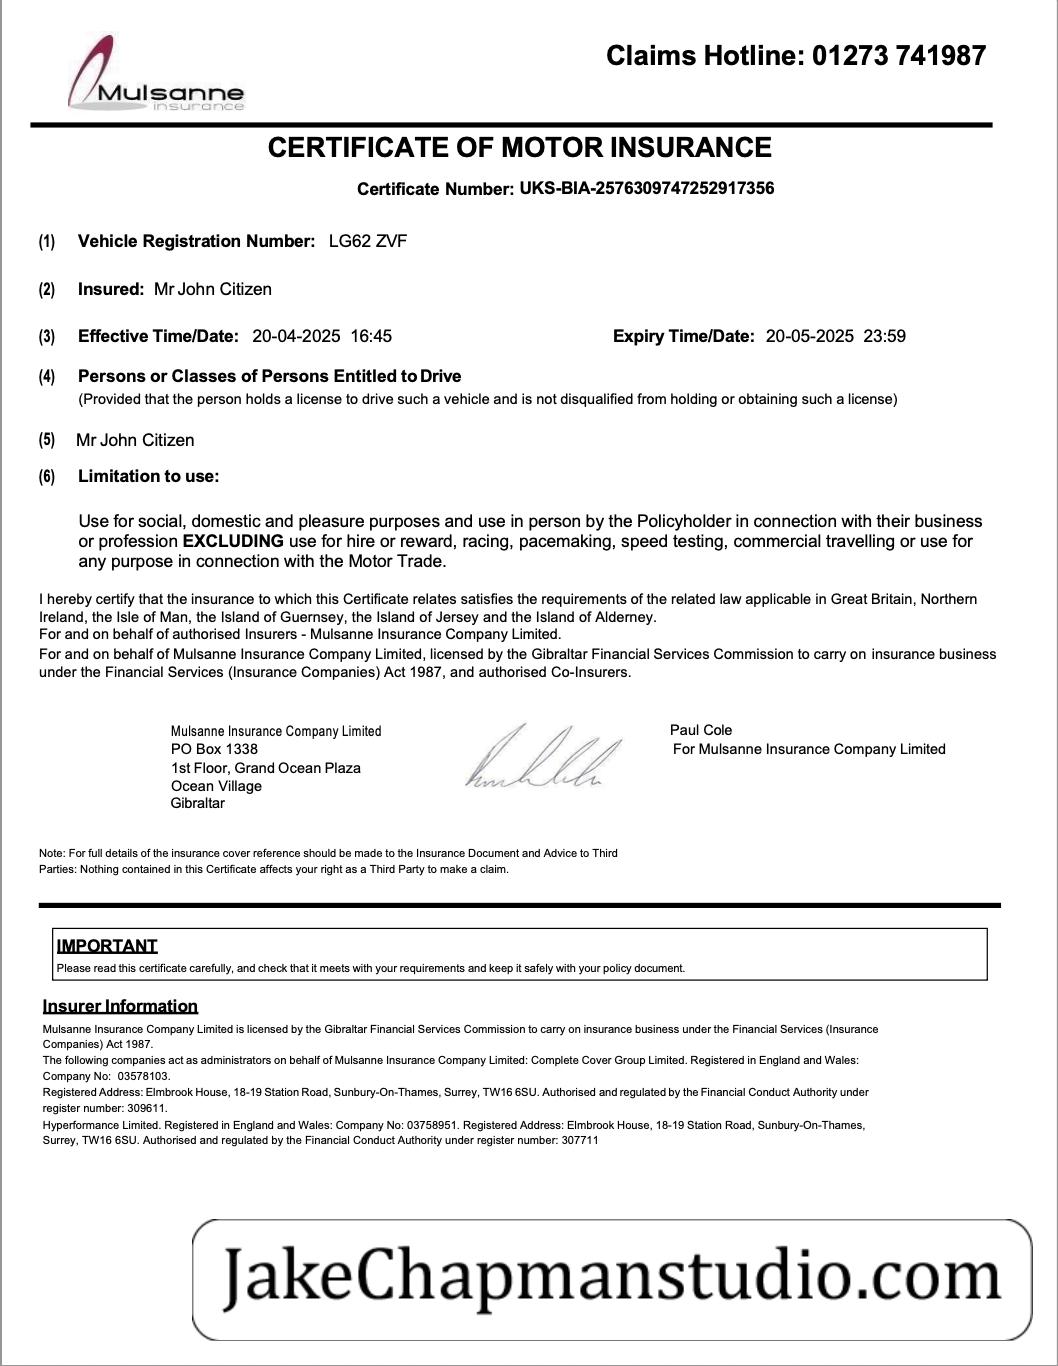 Mulsanne
insurance
Claims Hotline: 01273 741987
CERTIFICATE OF MOTOR INSURANCE
Certificate Number: UKS-BIA-2576309747252917356
(1) Vehicle Registration Number: LG62 ZVF
(2) Insured: Mr John Citizen
(3) Effective Time/Date: 20-04-2025 16:45 Expiry Time/Date: 20-05-2025 23:59
(4) Persons or Classes of Persons Entitled to Drive
(Provided that the person holds a license to drive such a vehicle and is not disqualified from holding or obtaining such a license)
(5) Mr John Citizen
(6) Limitation to use:
Use for social, domestic and pleasure purposes and use in person by the Policyholder in connection with their business
or profession EXCLUDING use for hire or reward, racing, pacemaking, speed testing, commercial travelling or use for
any purpose in connection with the Motor Trade.
I hereby certify that the insurance to which this Certificate relates satisfies the requirements of the related law applicable in Great Britain, Northern
Ireland, the Isle of Man, the Island of Guernsey, the Island of Jersey and the Island of Alderney.
For and on behalf of authorised Insurers - Mulsanne Insurance Company Limited.
For and on behalf of Mulsanne Insurance Company Limited, licensed by the Gibraltar Financial Services Commission to carry on insurance business
under the Financial Services (Insurance Companies) Act 1987, and authorised Co-Insurers.
Mulsanne Insurance Company Limited
PO Box 1338
1st Floor, Grand Ocean Plaza
Ocean Village
Gibraltar
Paul Cole
For Mulsanne Insurance Company Limited
Note: For full details of the insurance cover reference should be made to the Insurance Document and Advice to Third
Parties: Nothing contained in this Certificate affects your right as a Third Party to make a claim.
IMPORTANT
Please read this certificate carefully, and check that it meets with your requirements and keep it safely with your policy document.
Insurer Information
Mulsanne Insurance Company Limited is licensed by the Gibraltar Financial Services Commission to carry on insurance business under the Financial Services (Insurance
Companies) Act 1987.
The following companies act as administrators on behalf of Mulsanne Insurance Company Limited: Complete Cover Group Limited. Registered in England and Wales:
Company No: 03578103.
Registered Address: Elmbrook House, 18-19 Station Road, Sunbury-On-Thames, Surrey, TW16 6SU. Authorised and regulated by the Financial Conduct Authority under
register number: 309611.
Hyperformance Limited. Registered in England and Wales: Company No: 03758951. Registered Address: Elmbrook House, 18-19 Station Road, Sunbury-On-Thames,
Surrey, TW16 6SU. Authorised and regulated by the Financial Conduct Authority under register number: 307711
JakeChapmanstudio.com